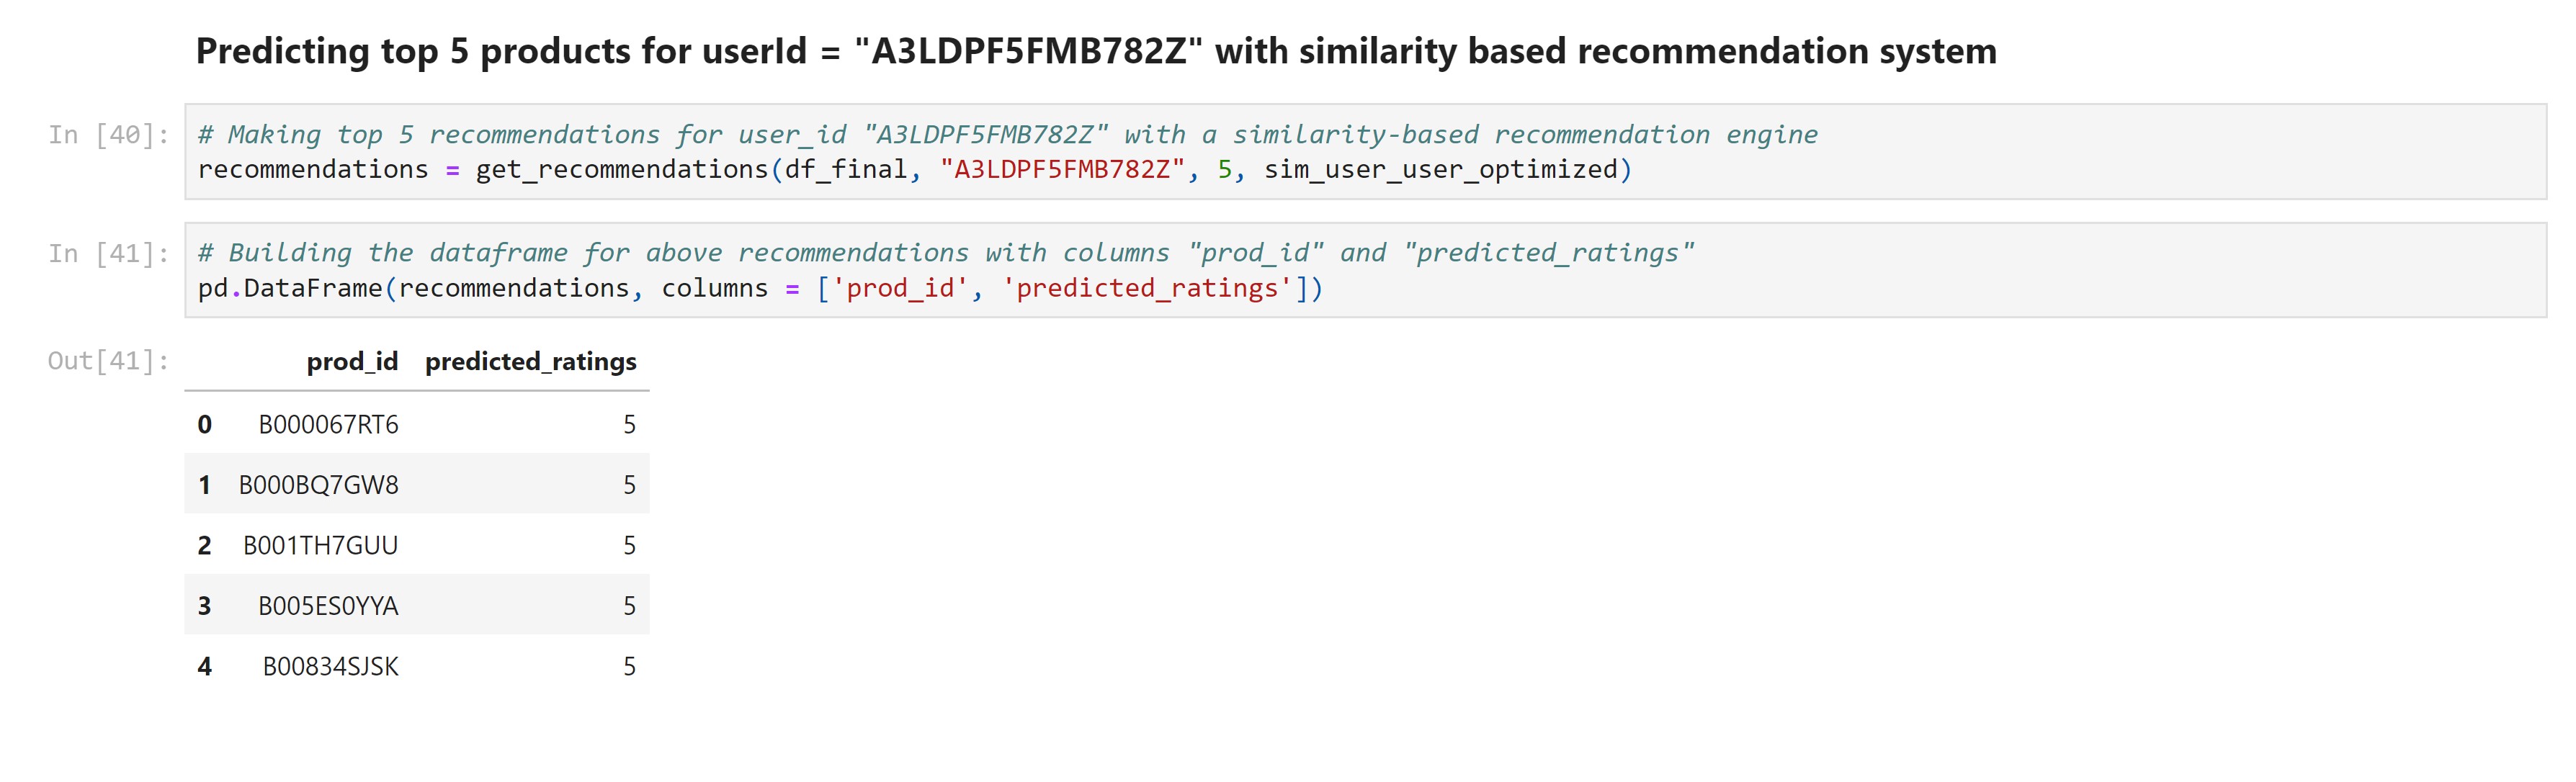 Predicting top 5 products for userId = "A3LDPF5FMB782Z" with similarity based recommendation system
In [40]:
# Making top 5 recommendations for user_id "A3LDPF5FMB782Z" with a similarity-based recommendation engine
recommendations = get_recommendations(df_final, "A3LDPF5FMB782Z", 5, sim_user_user_optimized)
In [41]:
# Building the dataframe for above recommendations with columns "prod_id" and "predicted_ratings"
pd.DataFrame(recommendations, columns = ['prod_id', 'predicted_ratings'])
Out[41]:
prod_id predicted_ratings
0 B000067RT6 5
1 B000BQ7GW8 5
2 B001TH7GUU 5
3 B005ES0YYA 5
4 B00834SJSK 5